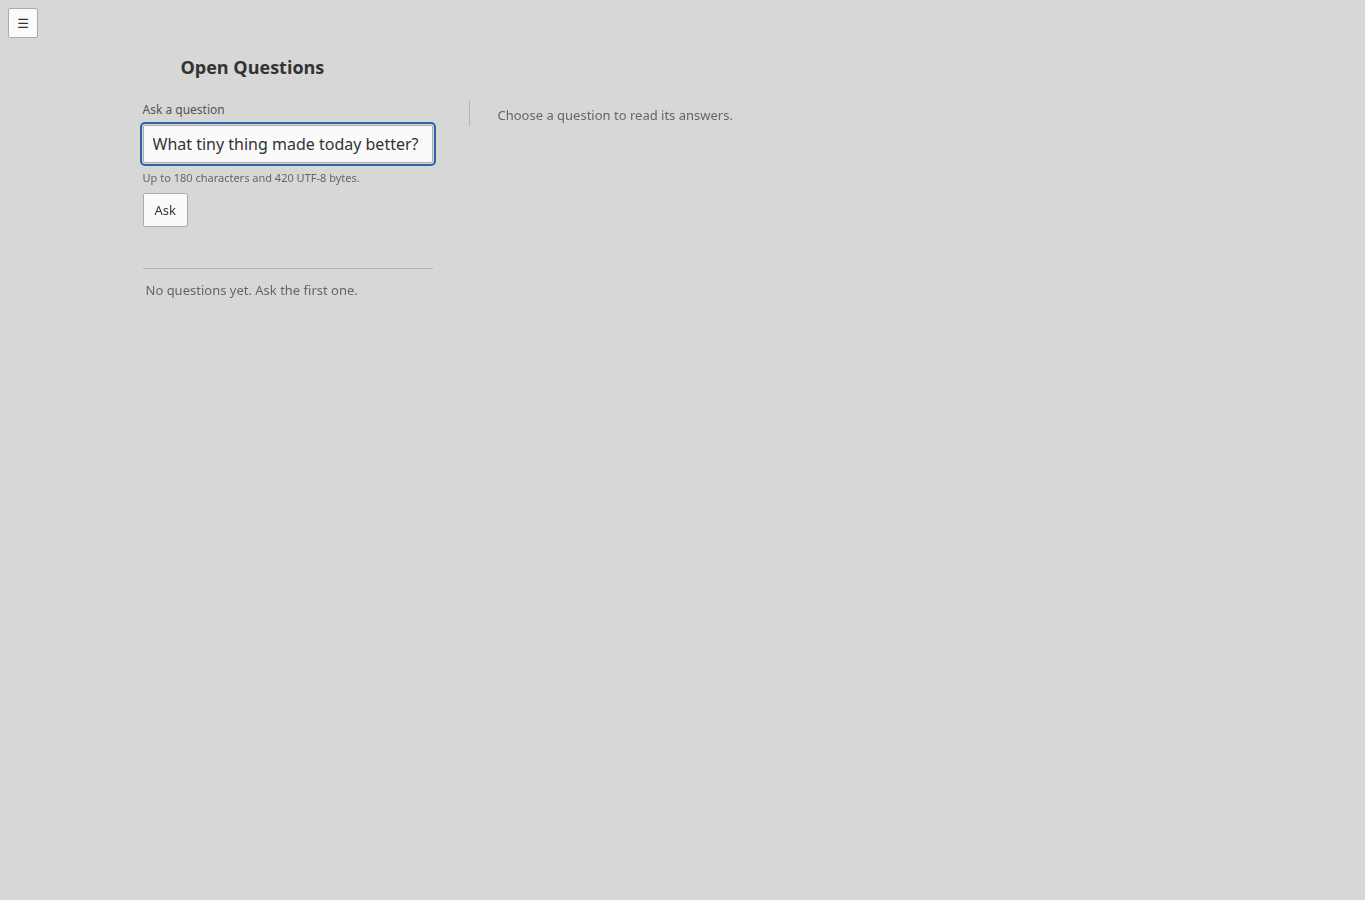 ☰
Open Questions
Ask a question
What tiny thing made today better?
Up to 180 characters and 420 UTF-8 bytes.
Ask
No questions yet. Ask the first one.
Choose a question to read its answers.